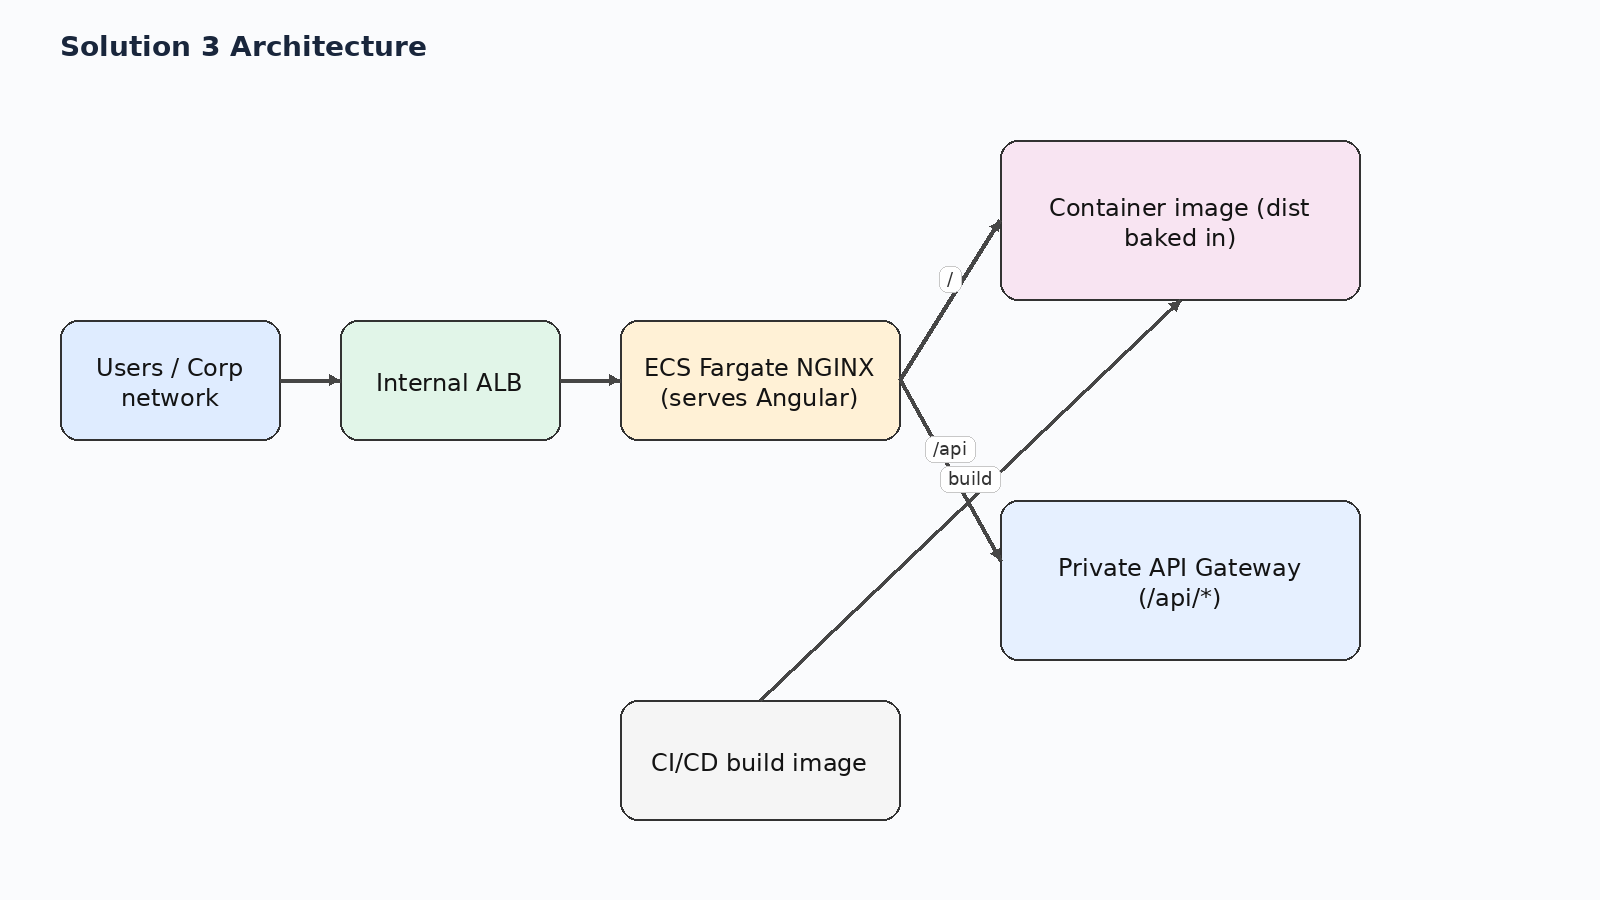 Solution 3 Architecture
Container image (dist
baked in)
/
Users / Corp
network
Internal ALB
ECS Fargate NGINX
(serves Angular)
/api
build
Private API Gateway
(/api/*)
CI/CD build image